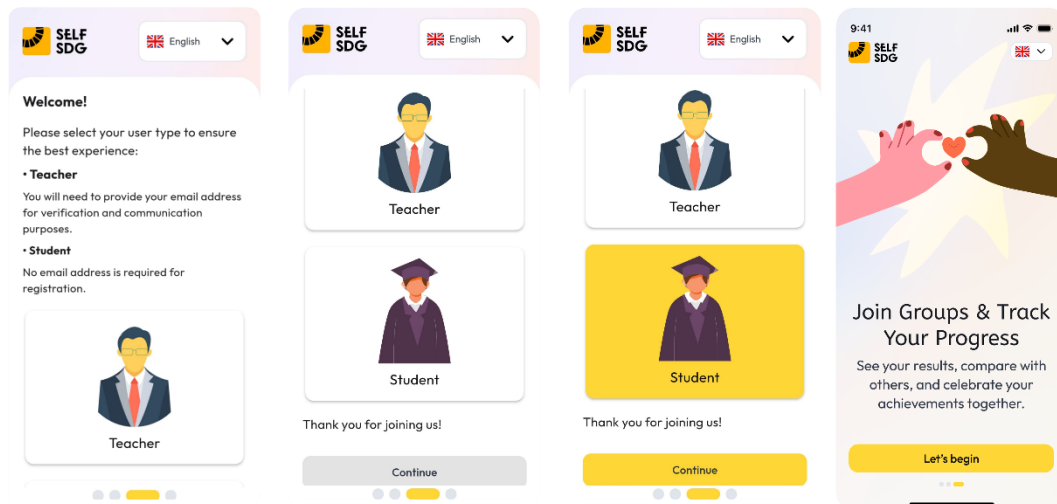 SELF
SDG
English
Welcome!
Please select your user type to ensure
the best experience:
• Teacher
You will need to provide your email address
for verification and communication
purposes.
• Student
No email address is required for
registration.
Teacher
SELF
SDG
English
Teacher
Student
Thank you for joining us!
Continue
SELF
SDG
English
Teacher
Student
Thank you for joining us!
Continue
9:41
SELF
SDG
Join Groups & Track
Your Progress
See your results, compare with
others, and celebrate your
achievements together.
Let's begin